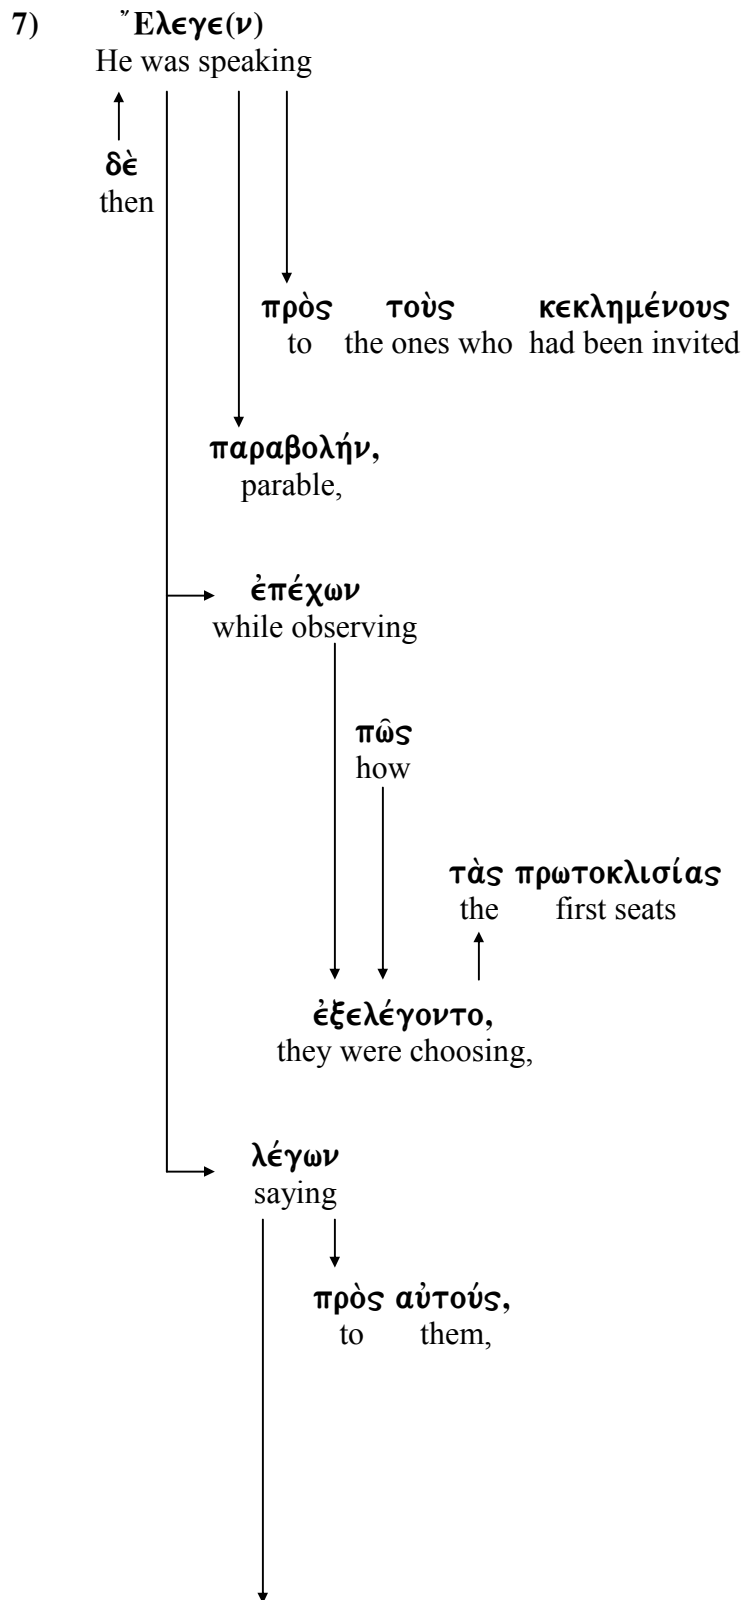 7) Ἔλεγε(ν)
He was speaking
δὲ
then
πρὸς τοὺς κεκλημένους
to the ones who had been invited
παραβολήν,
parable,
ἐπέχων
while observing
πῶς
how
τὰς πρωτοκλισίας
the first seats
ἐξελέγοντο,
they were choosing,
λέγων
saying
πρὸς αὐτούς,
to them,